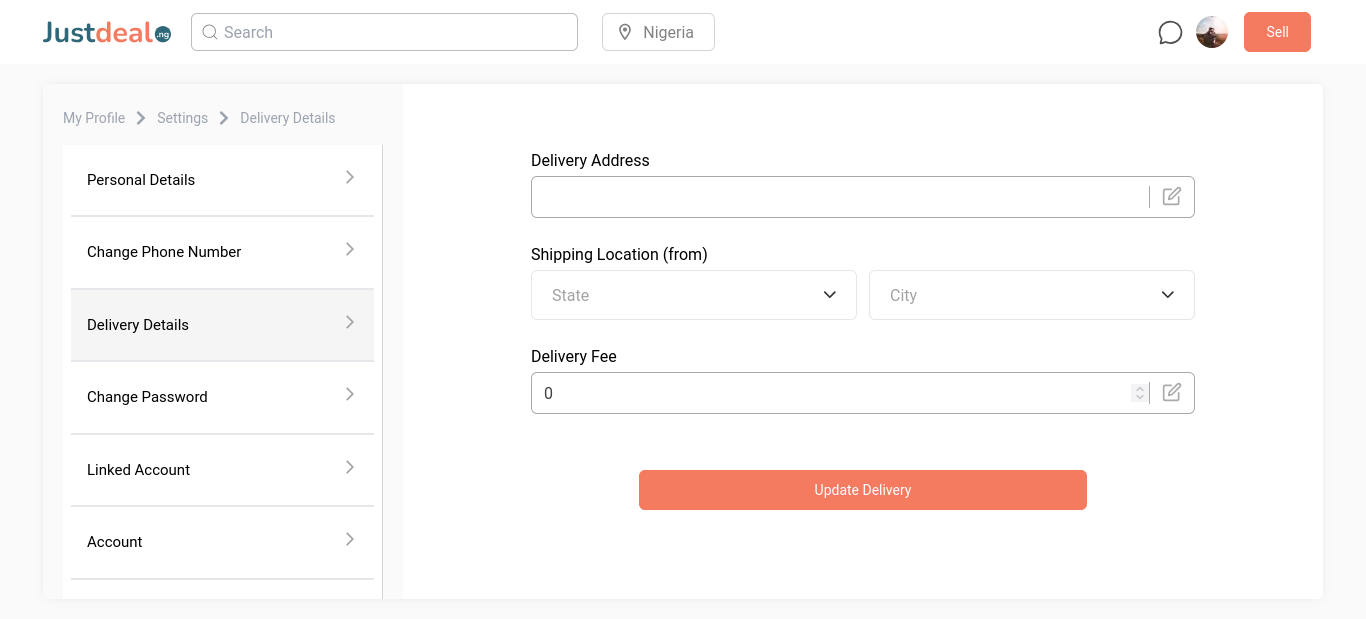 Justdeal.ng
Search
Nigeria
Sell
My Profile Settings Delivery Details
Personal Details
Change Phone Number
Delivery Details
Change Password
Linked Account
Account
Delivery Address
Shipping Location (from)
State
City
Delivery Fee
0
Update Delivery